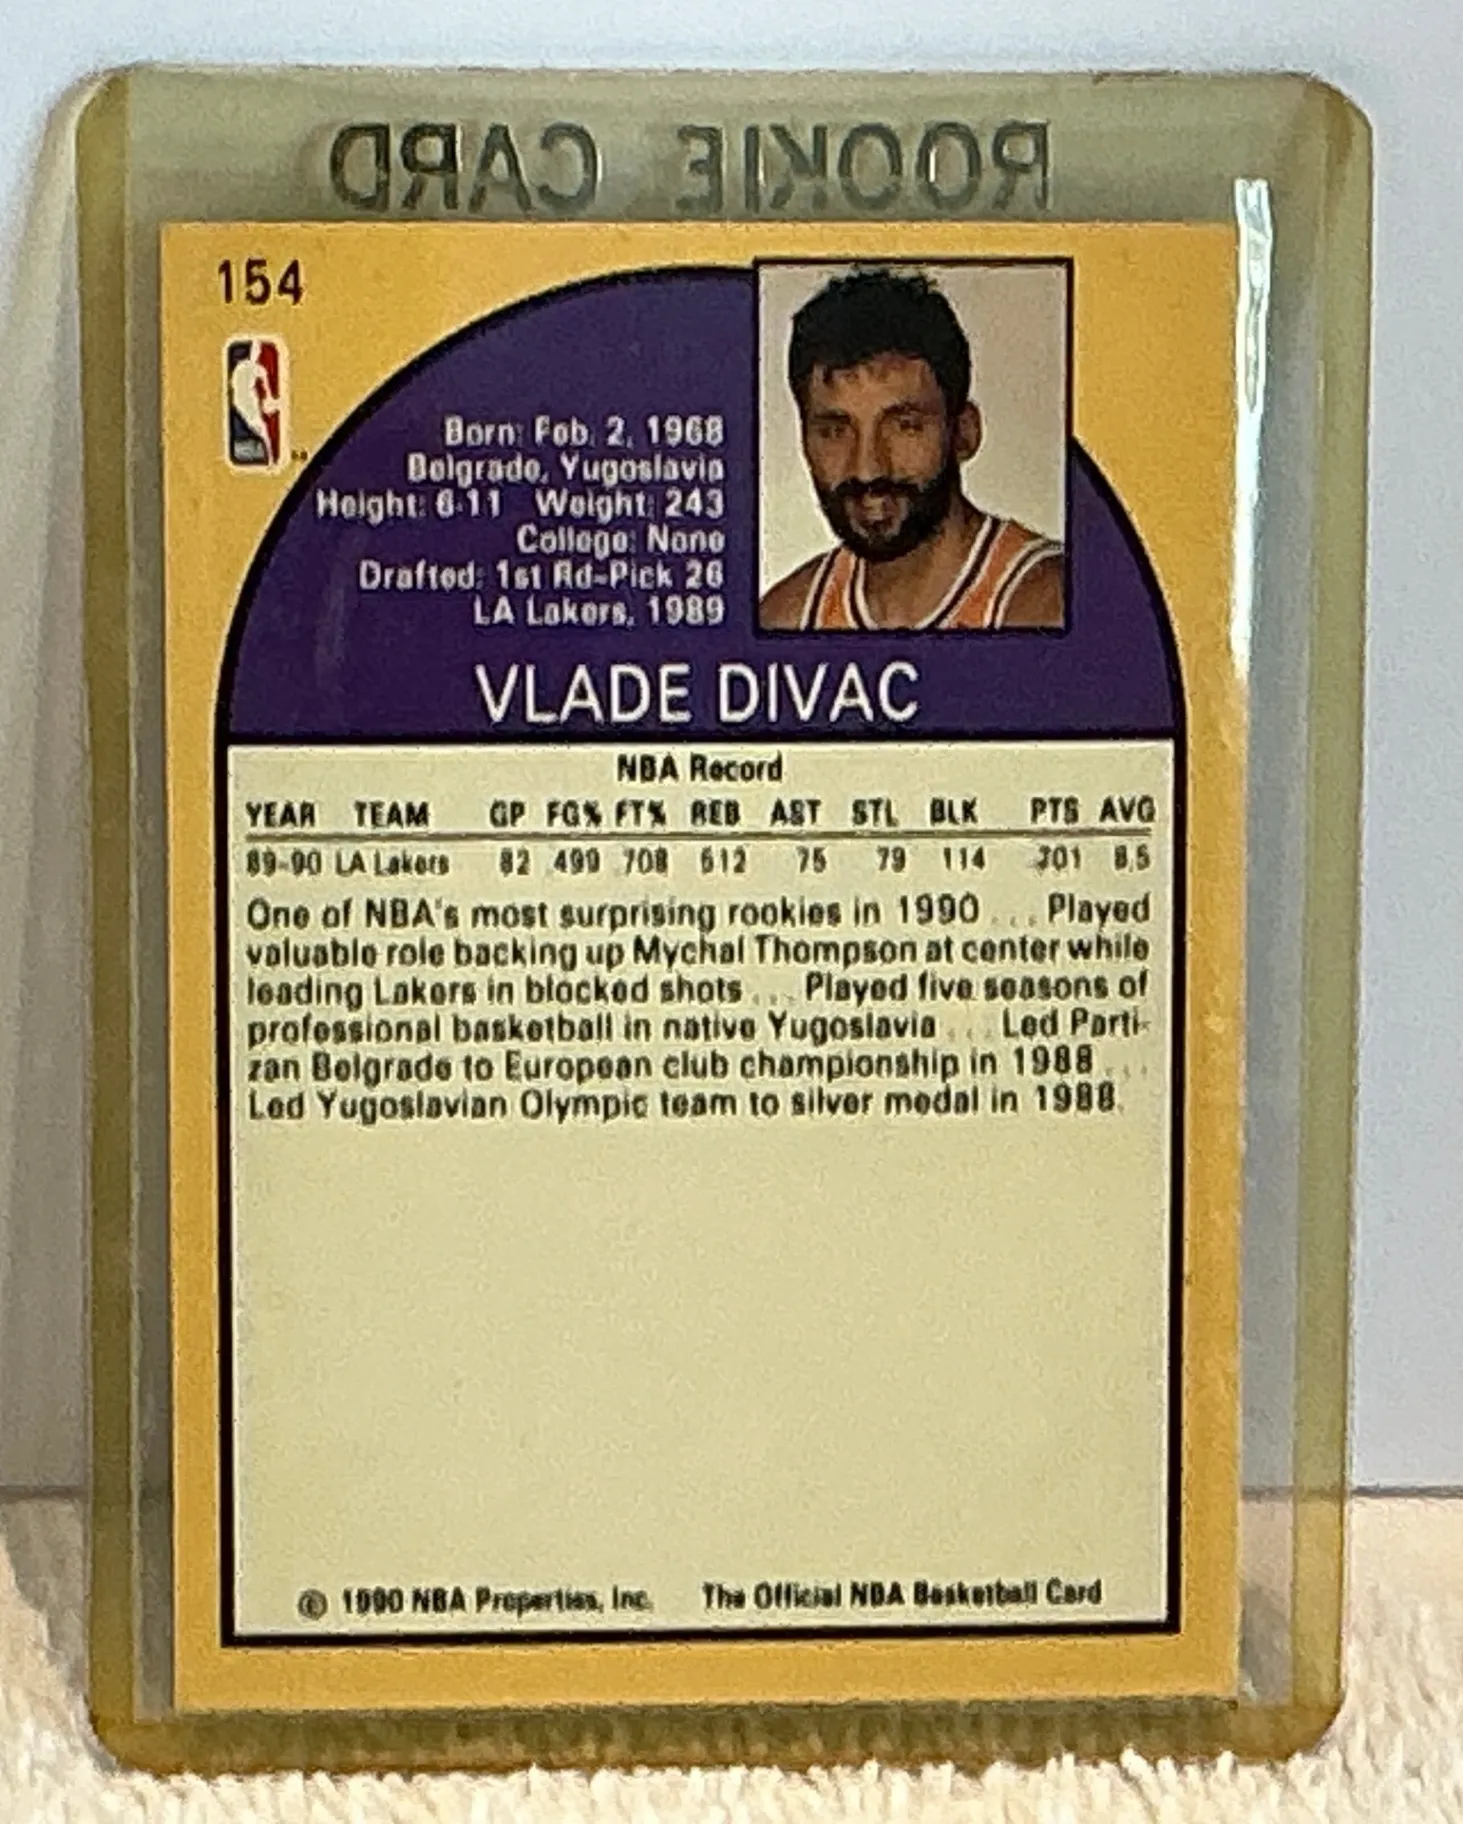 ROOKIE CARD
154
Born: Feb. 2, 1968
Belgrade, Yugoslavia
Height: 6-11 Weight: 243
College: None
Drafted: 1st Rd-Pick 26
LA Lakers, 1989
VLADE DIVAC
NBA Record
YEAR TEAM GP FG% FT% REB AST STL BLK PTS AVG
89-90 LA Lakers 82 499 708 512 75 79 114 701 8.5
One of NBA's most surprising rookies in 1990 ... Played
valuable role backing up Mychal Thompson at center while
leading Lakers in blocked shots ... Played five seasons of
professional basketball in native Yugoslavia ... Led Parti-
zan Belgrade to European club championship in 1988 ...
Led Yugoslavian Olympic team to silver medal in 1988.
© 1990 NBA Properties, Inc. The Official NBA Basketball Card